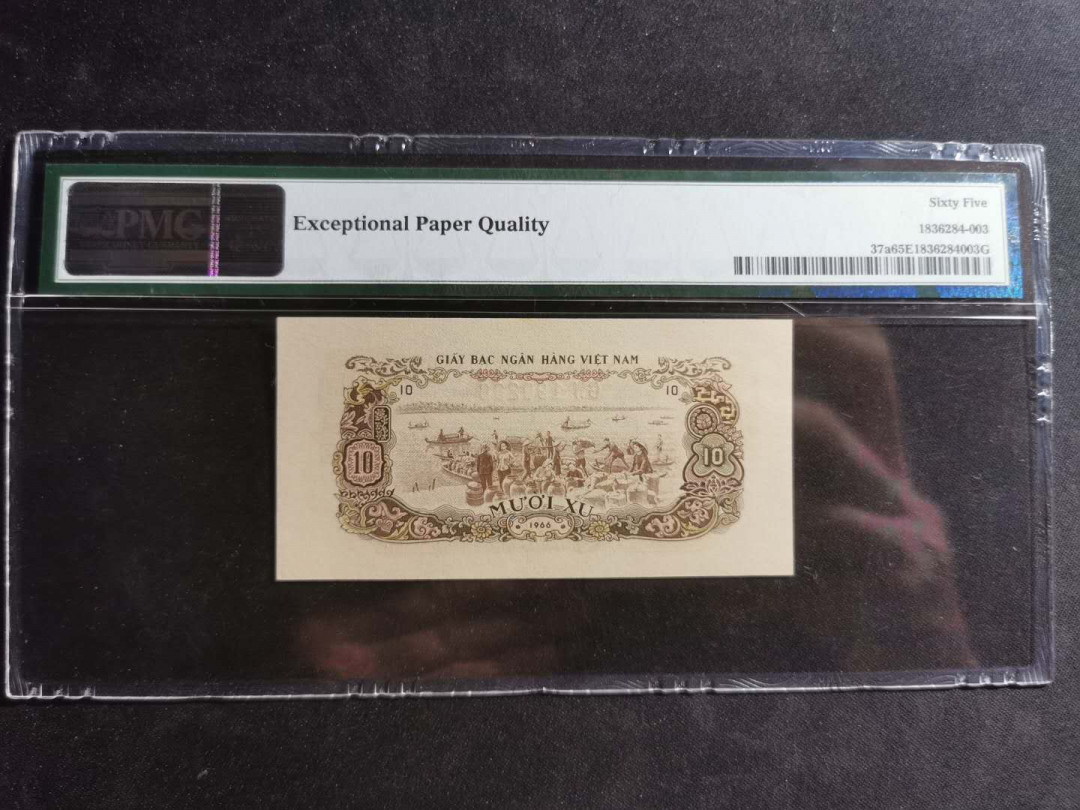 PMG
Exceptional Paper Quality
Sixty Five
1836284-003
37a65E1836284003G
GIẤY BẠC NGÂN HÀNG VIỆT NAM
10
10
10
10
MƯỜI XU
1966